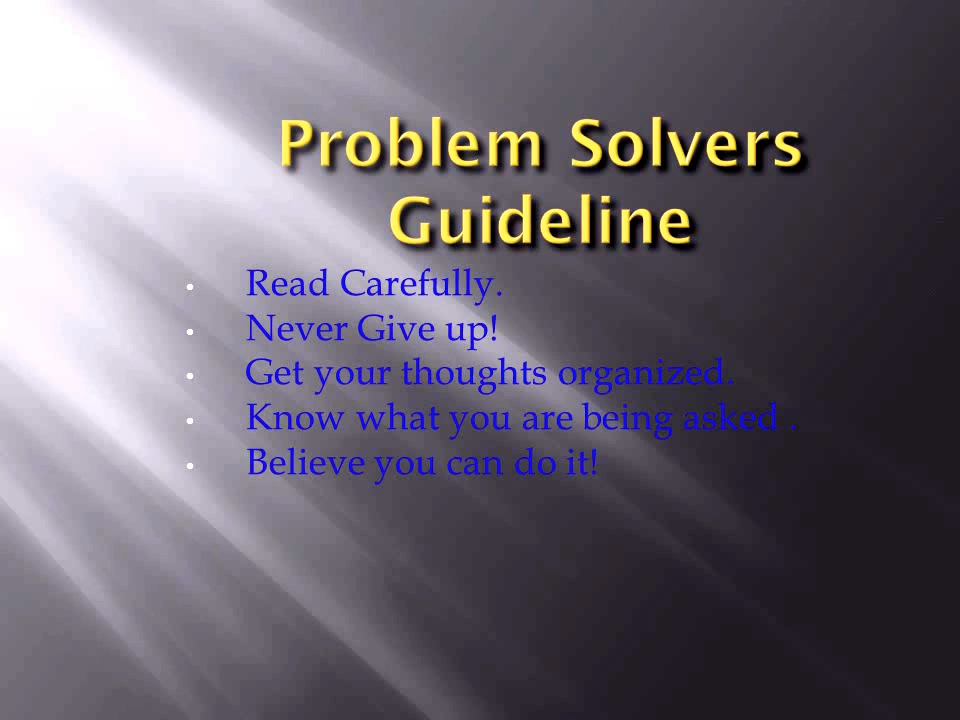 Problem Solvers
Guideline
• Read Carefully.
• Never Give up!
• Get your thoughts organized.
• Know what you are being asked .
• Believe you can do it!